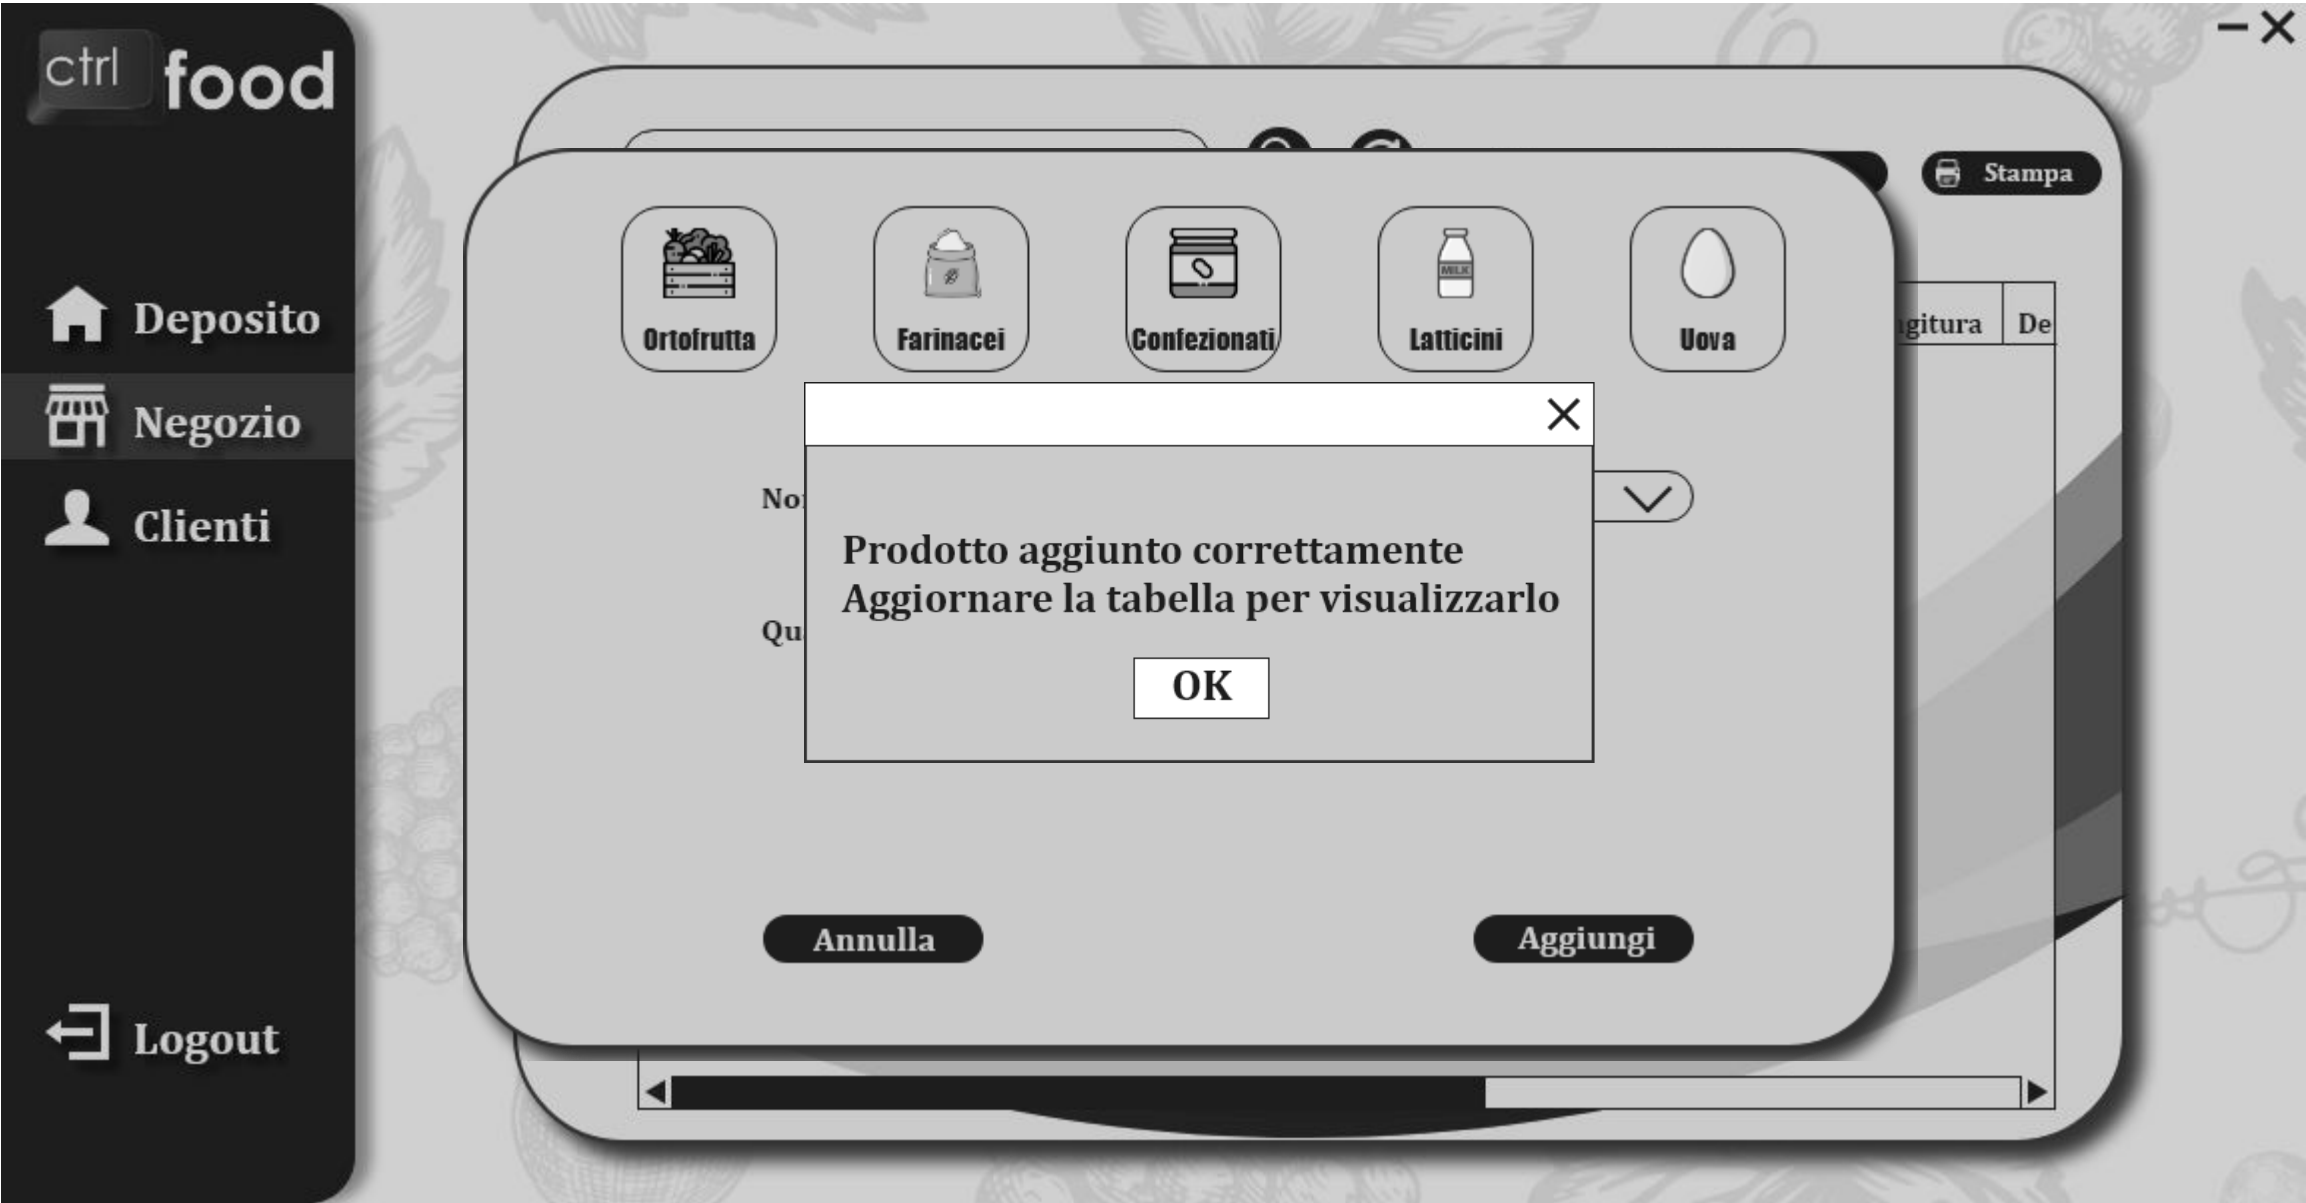 ctrl food
Stampa
Deposito
Negozio
Clienti
Logout
Ortofrutta
Farinacei
Confezionati
MILK
Latticini
Uova
De
Prodotto aggiunto correttamente
Aggiornare la tabella per visualizzarlo
OK
Annulla
Aggiungi